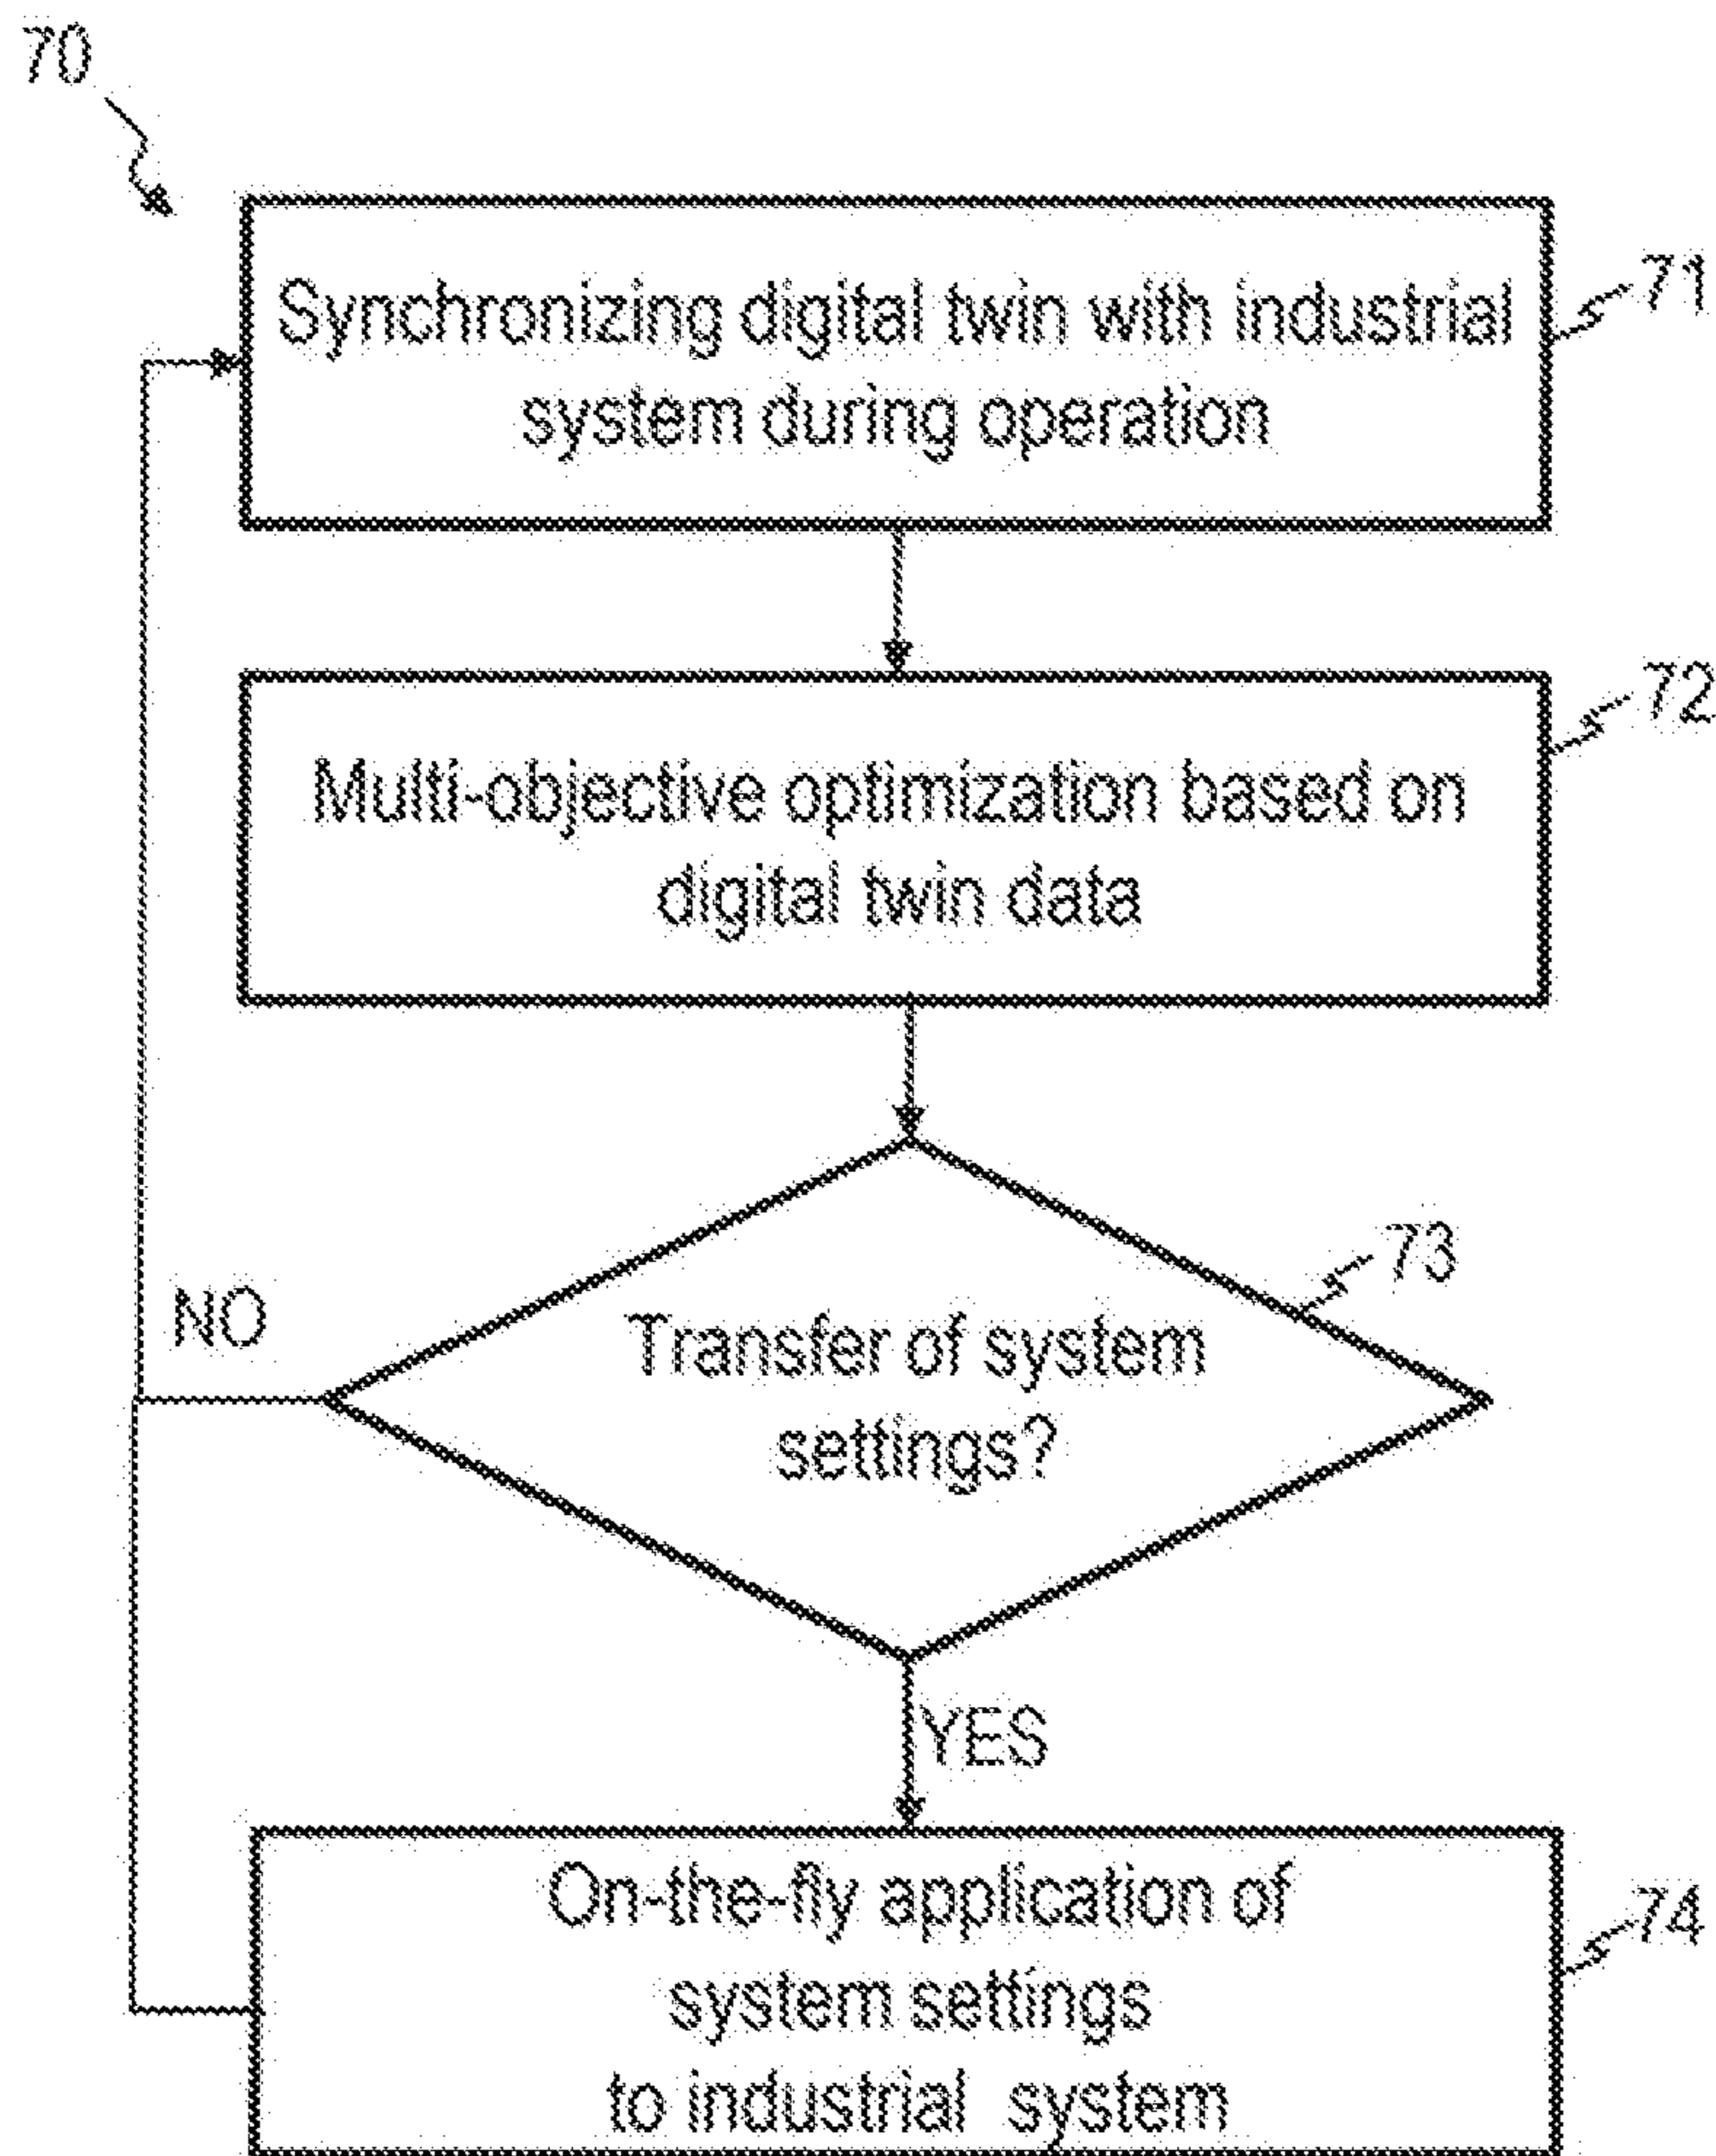 70
Synchronizing digital twin with industrial
system during operation
71
Multi-objective optimization based on
digital twin data
72
Transfer of system
settings?
73
NO
YES
On-the-fly application of
system settings
to industrial system
74